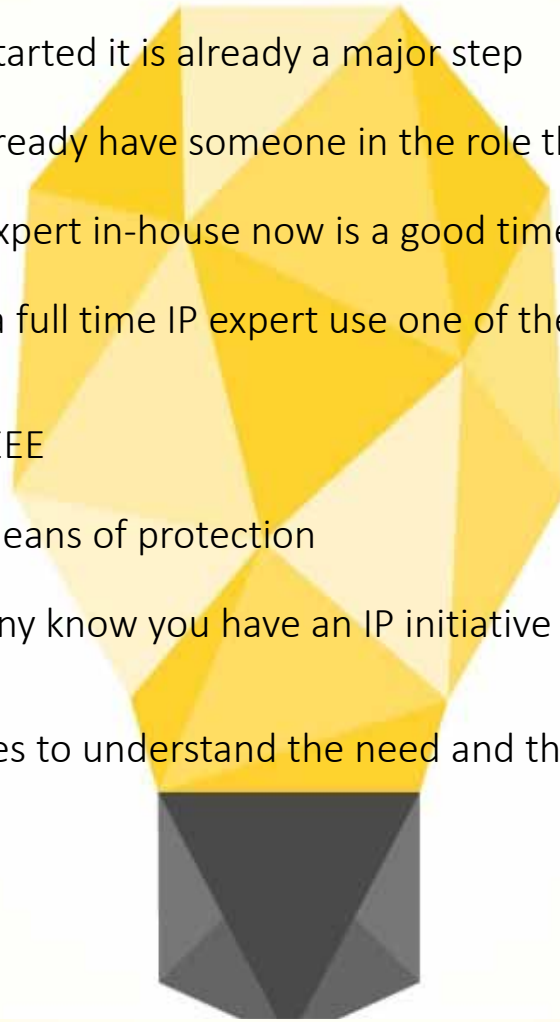 tarted it is already a major step
ready have someone in the role
xpert in-house now is a good time
full time IP expert use one of the
EE
eans of protection
ny know you have an IP initiative
es to understand the need and th